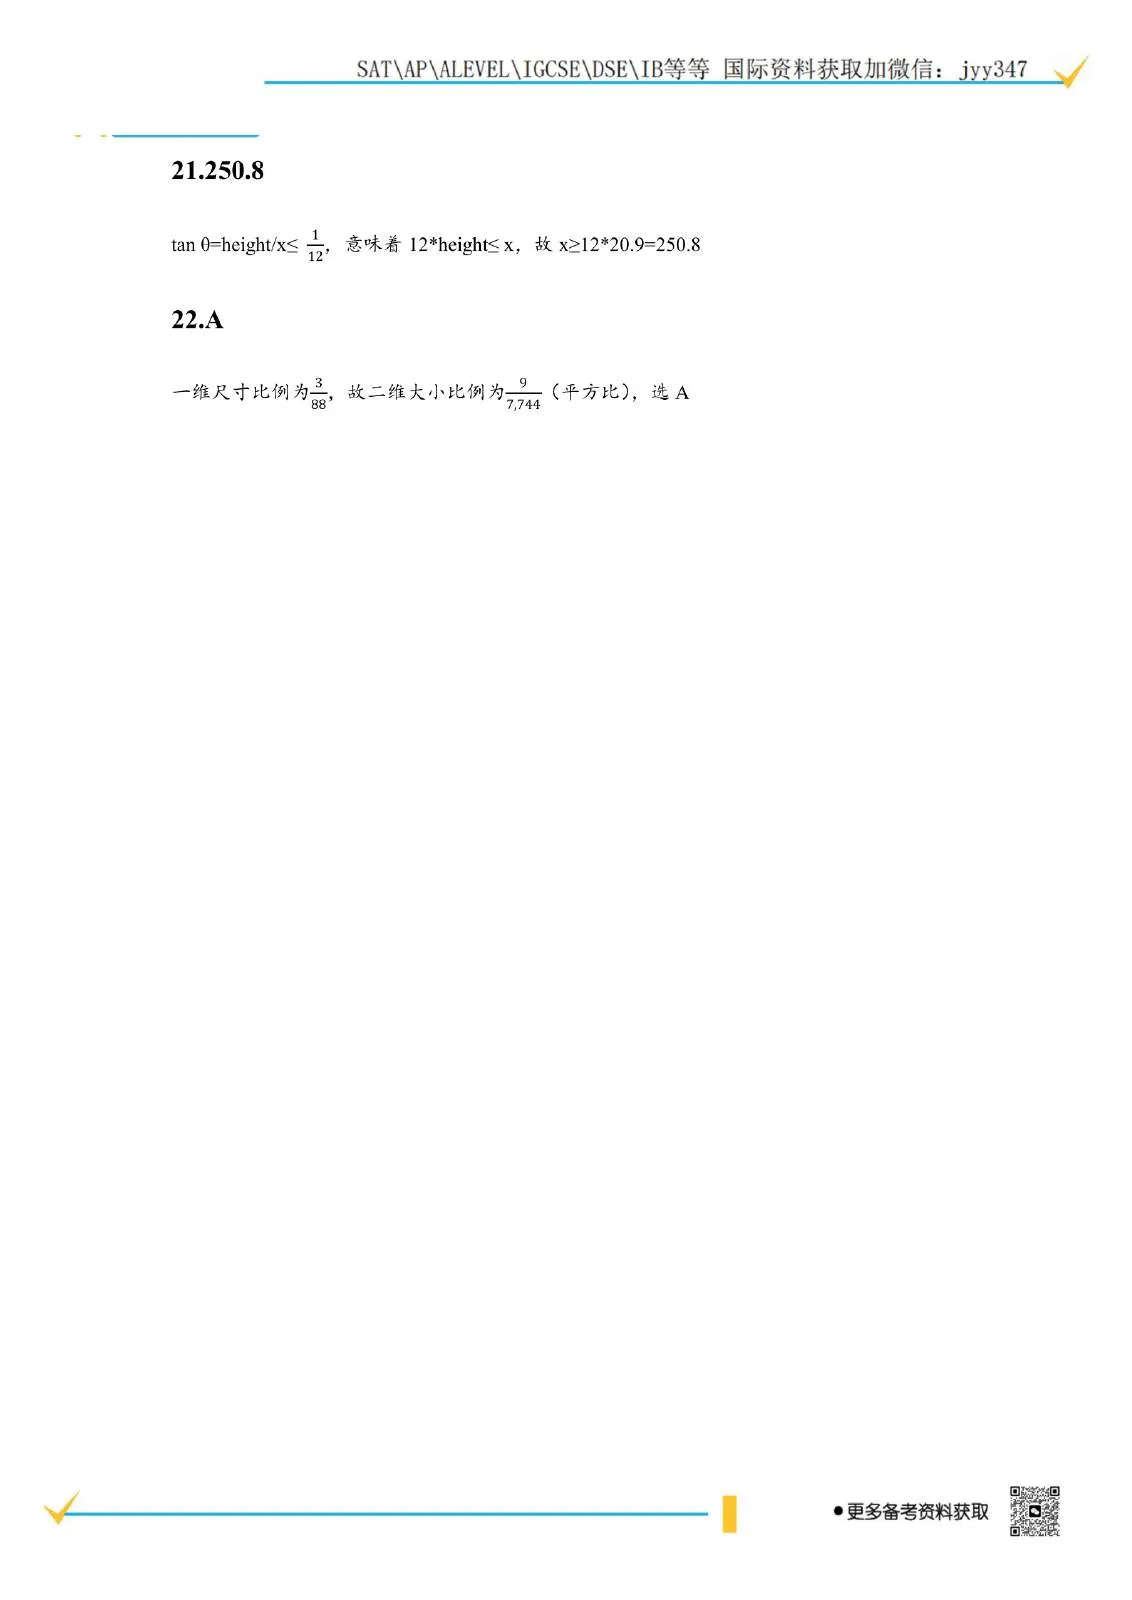 SAT\AP\ALEVEL\IGCSE\DSE\IB等等 国际资料获取加微信：jyy347
21.250.8
tan θ=height/x≤ 1/12，意味着 12*height≤ x，故 x≥12*20.9=250.8
22.A
一维尺寸比例为3/88，故二维大小比例为9/7,744（平方比），选 A
●更多备考资料获取